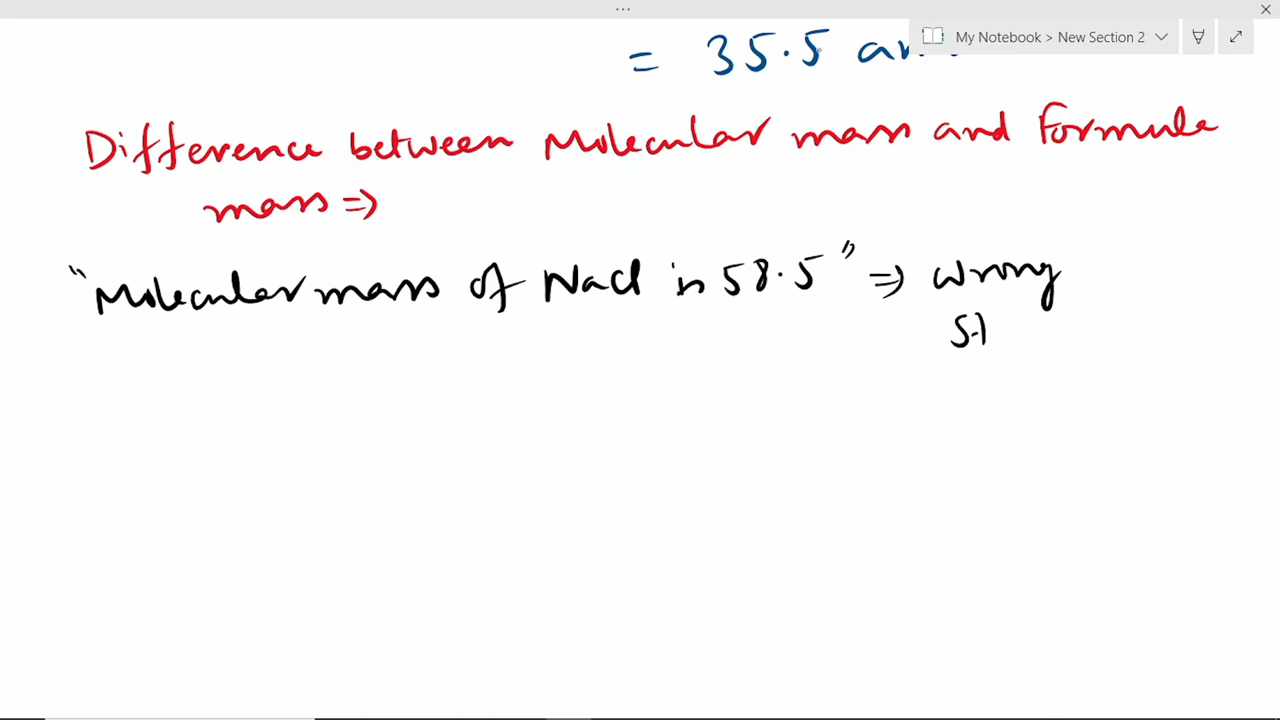 My Notebook > New Section 2
= 35.5
Difference between Molecular mass and Formule
mass ⇒
"Molecular mass of NaCl is 58.5" ⇒ wrong